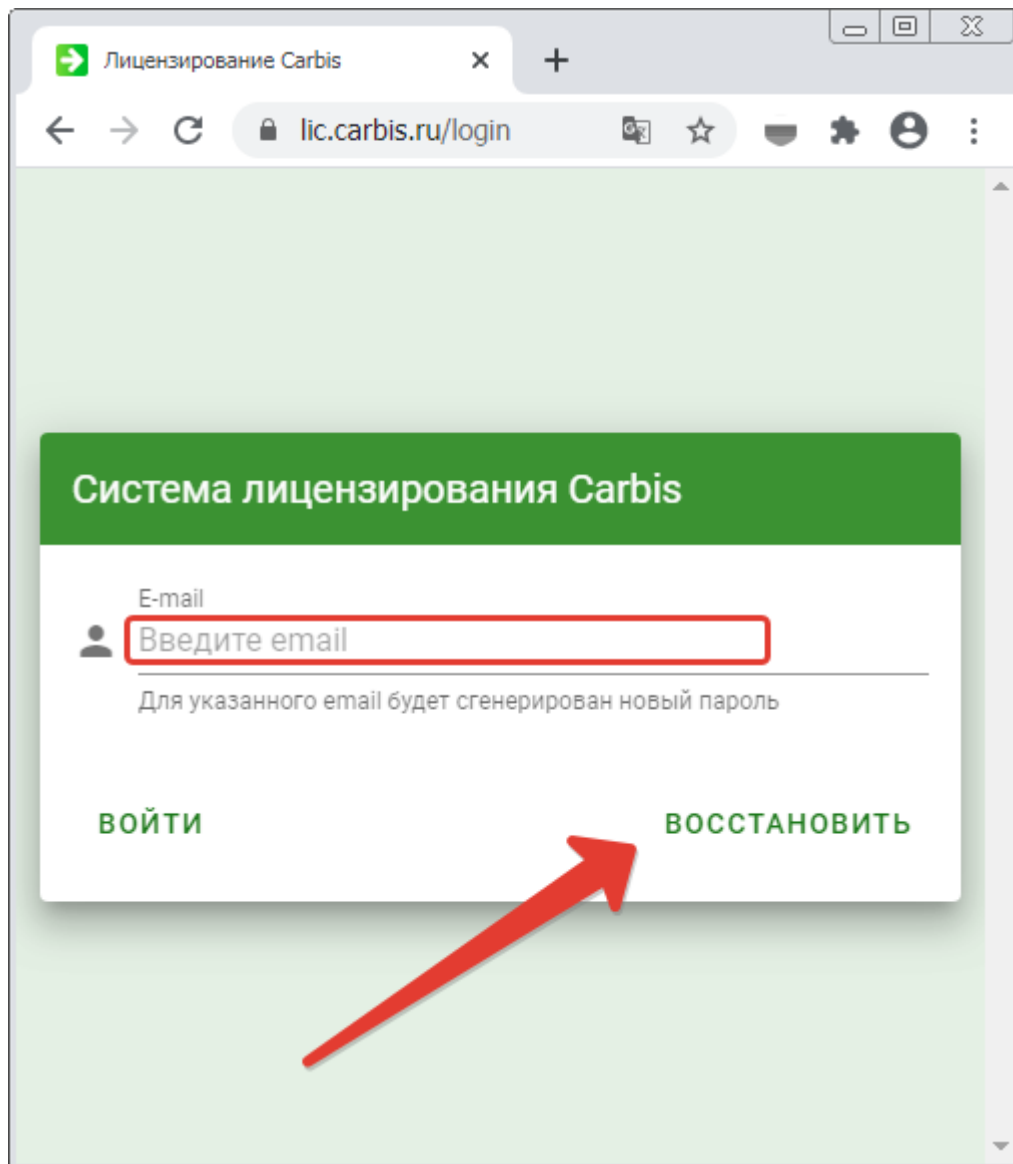 Лицензирование Carbis
lic.carbis.ru/login
Система лицензирования Carbis
E-mail
Введите email
Для указанного email будет сгенерирован новый пароль
ВОЙТИ ВОССТАНОВИТЬ